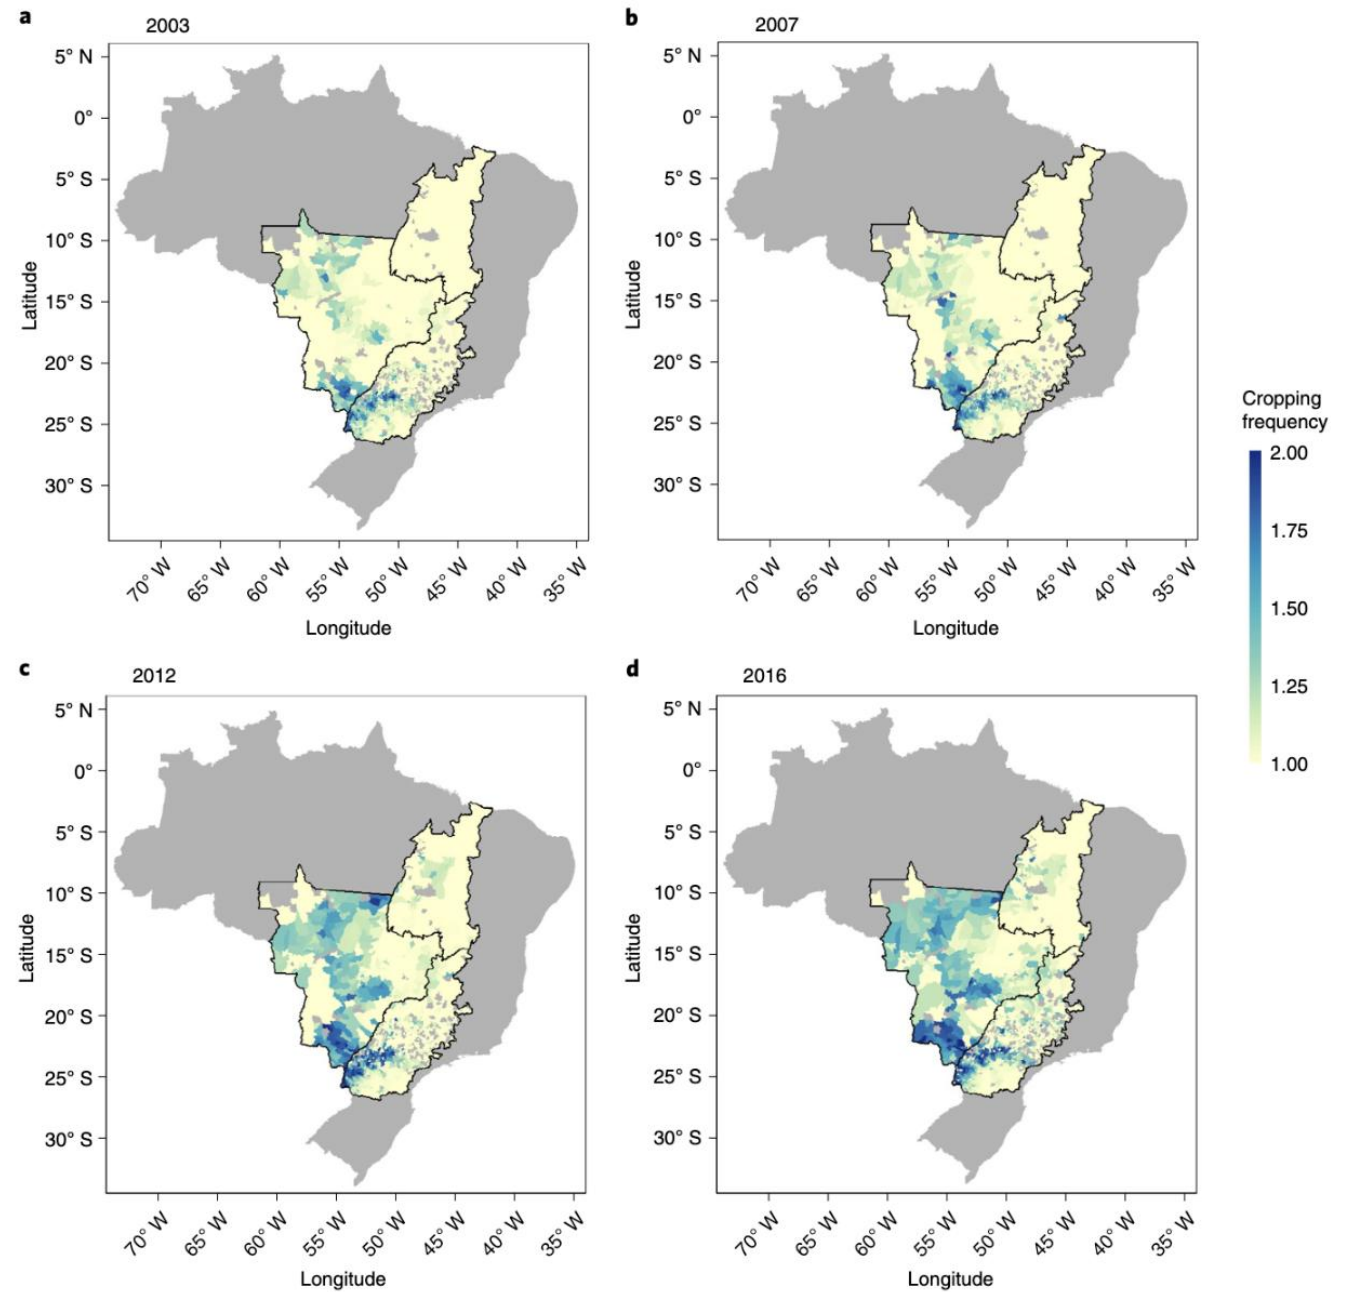 a
2003
5° N
0°
5° S
10° S
15° S
20° S
25° S
30° S
Latitude
70° W
65° W
60° W
55° W
50° W
45° W
40° W
35° W
Longitude
b
2007
5° N
0°
5° S
10° S
15° S
20° S
25° S
30° S
Latitude
70° W
65° W
60° W
55° W
50° W
45° W
40° W
35° W
Longitude
Cropping
frequency
2.00
1.75
1.50
1.25
1.00
c
2012
5° N
0°
5° S
10° S
15° S
20° S
25° S
30° S
Latitude
70° W
65° W
60° W
55° W
50° W
45° W
40° W
35° W
Longitude
d
2016
5° N
0°
5° S
10° S
15° S
20° S
25° S
30° S
Latitude
70° W
65° W
60° W
55° W
50° W
45° W
40° W
35° W
Longitude